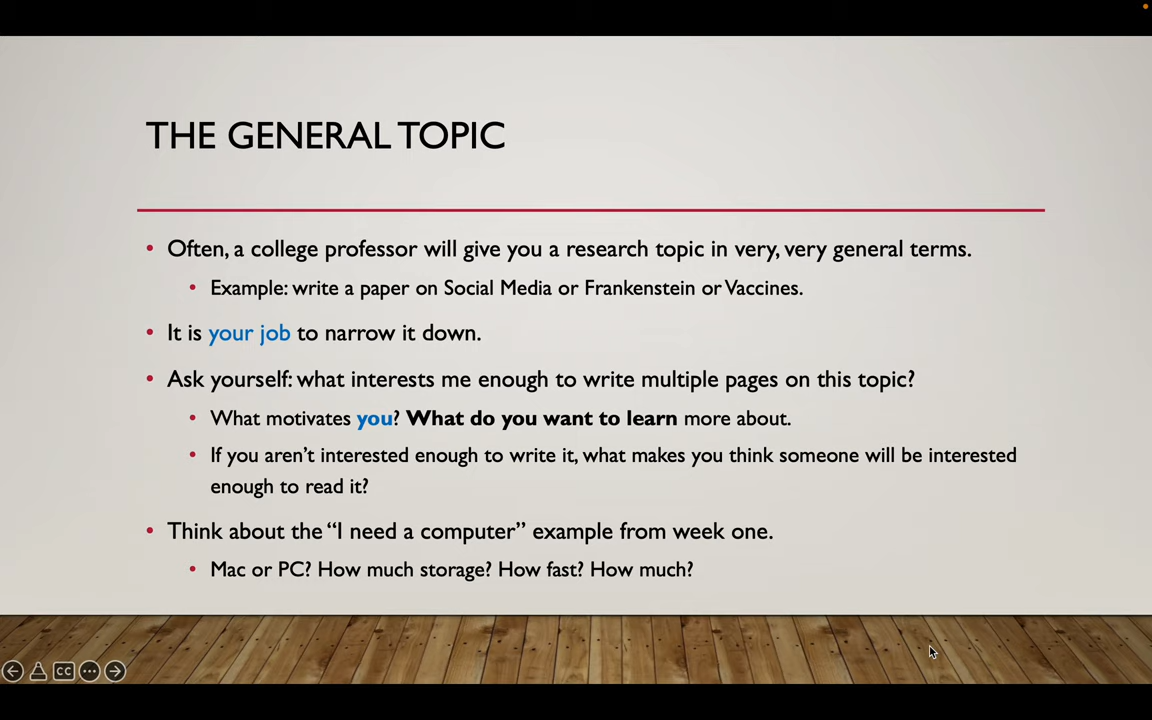 THE GENERAL TOPIC
• Often, a college professor will give you a research topic in very, very general terms.
• Example: write a paper on Social Media or Frankenstein or Vaccines.
• It is your job to narrow it down.
• Ask yourself: what interests me enough to write multiple pages on this topic?
• What motivates you? What do you want to learn more about.
• If you aren’t interested enough to write it, what makes you think someone will be interested
enough to read it?
• Think about the “I need a computer” example from week one.
• Mac or PC? How much storage? How fast? How much?
CC